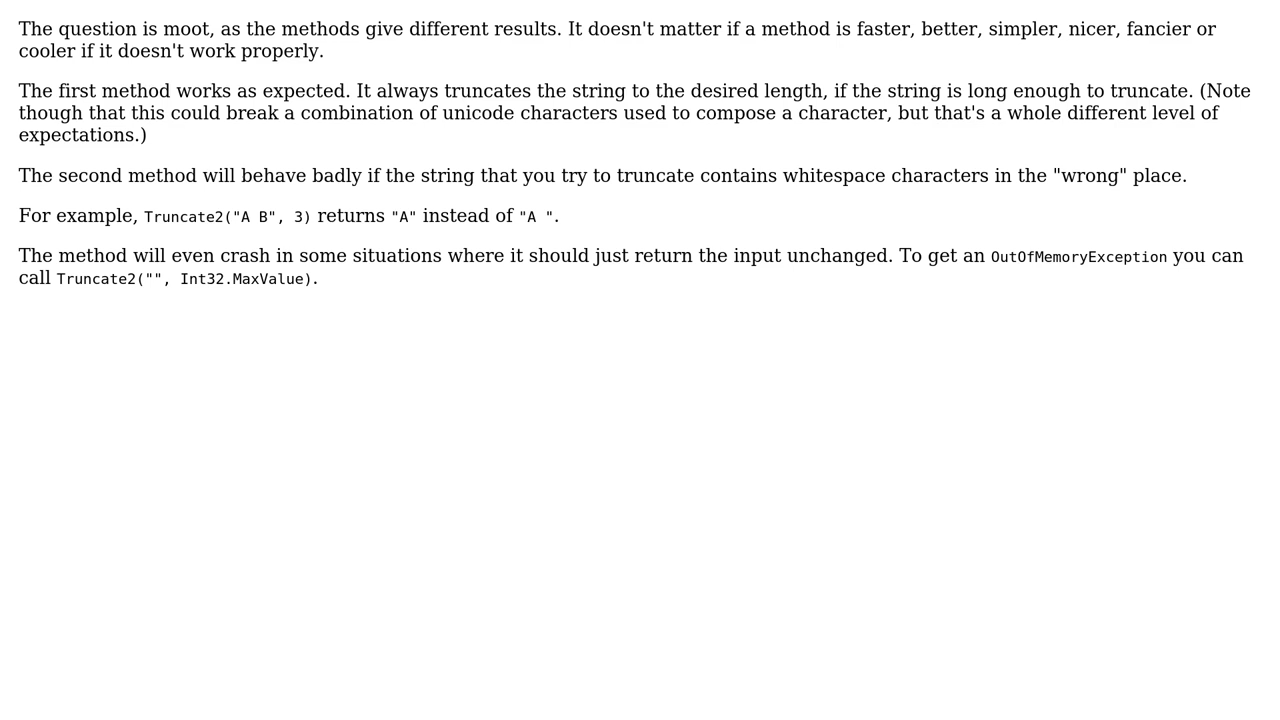 The question is moot, as the methods give different results. It doesn't matter if a method is faster, better, simpler, nicer, fancier or
cooler if it doesn't work properly.
The first method works as expected. It always truncates the string to the desired length, if the string is long enough to truncate. (Note
though that this could break a combination of unicode characters used to compose a character, but that's a whole different level of
expectations.)
The second method will behave badly if the string that you try to truncate contains whitespace characters in the "wrong" place.
For example, Truncate2("A B", 3) returns "A" instead of "A ".
The method will even crash in some situations where it should just return the input unchanged. To get an OutOfMemoryException you can
call Truncate2("", Int32.MaxValue).